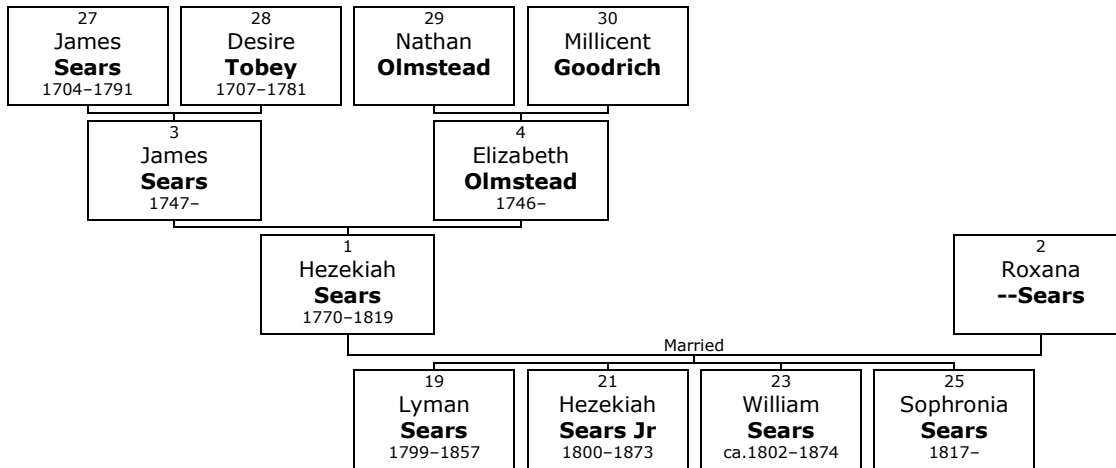 27
James
Sears
1704–1791
28
Desire
Tobey
1707–1781
29
Nathan
Olmstead
30
Millicent
Goodrich
3
James
Sears
1747–
4
Elizabeth
Olmstead
1746–
1
Hezekiah
Sears
1770–1819
2
Roxana
--Sears
Married
19
Lyman
Sears
1799–1857
21
Hezekiah
Sears Jr
1800–1873
23
William
Sears
ca.1802–1874
25
Sophronia
Sears
1817–